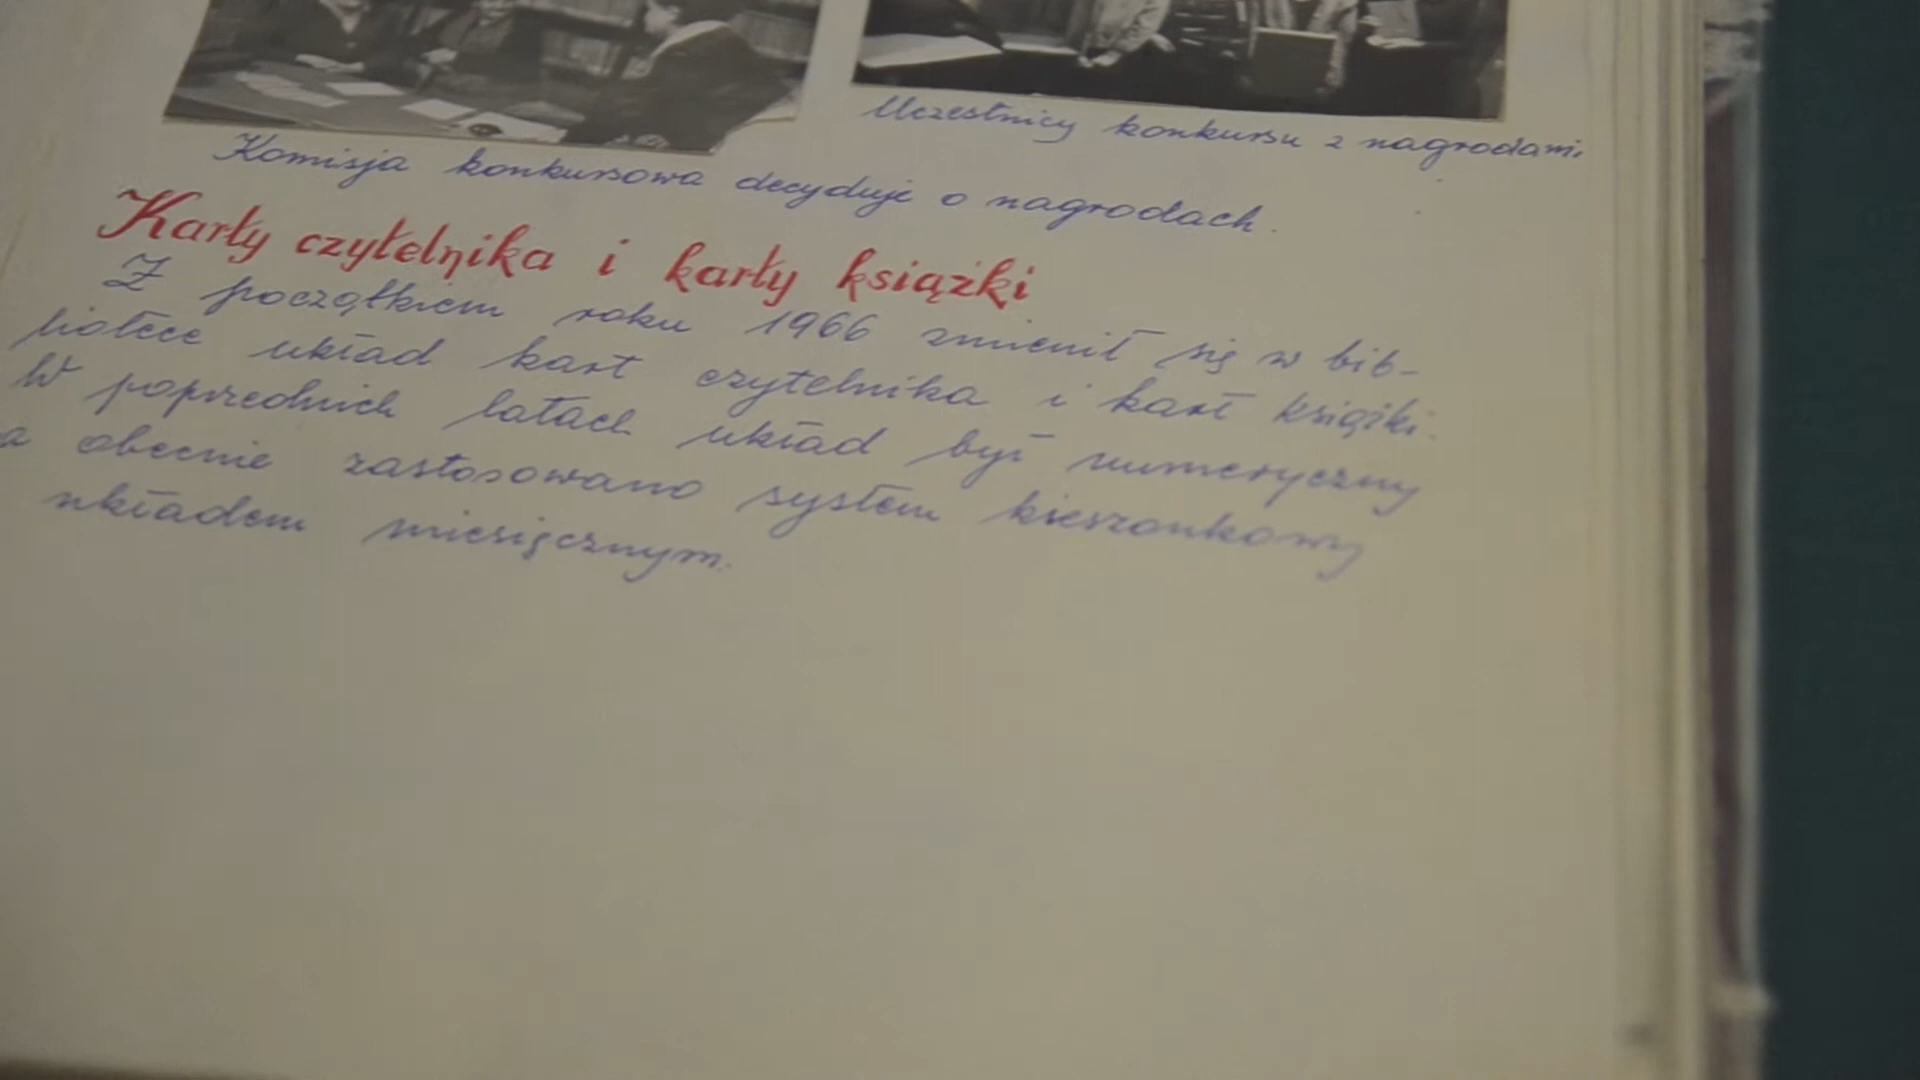 Uczestnicy konkursu z nagrodami.
Komisja konkursowa decyduje o nagrodach.
Karty czytelnika i karty książki
Z początkiem roku 1966 zmienił się w bib-
liotece układ kart czytelnika i kart książki.
W poprzednich latach układ był numeryczny
a obecnie zastosowano system kieszonkowy
układem miesięcznym.